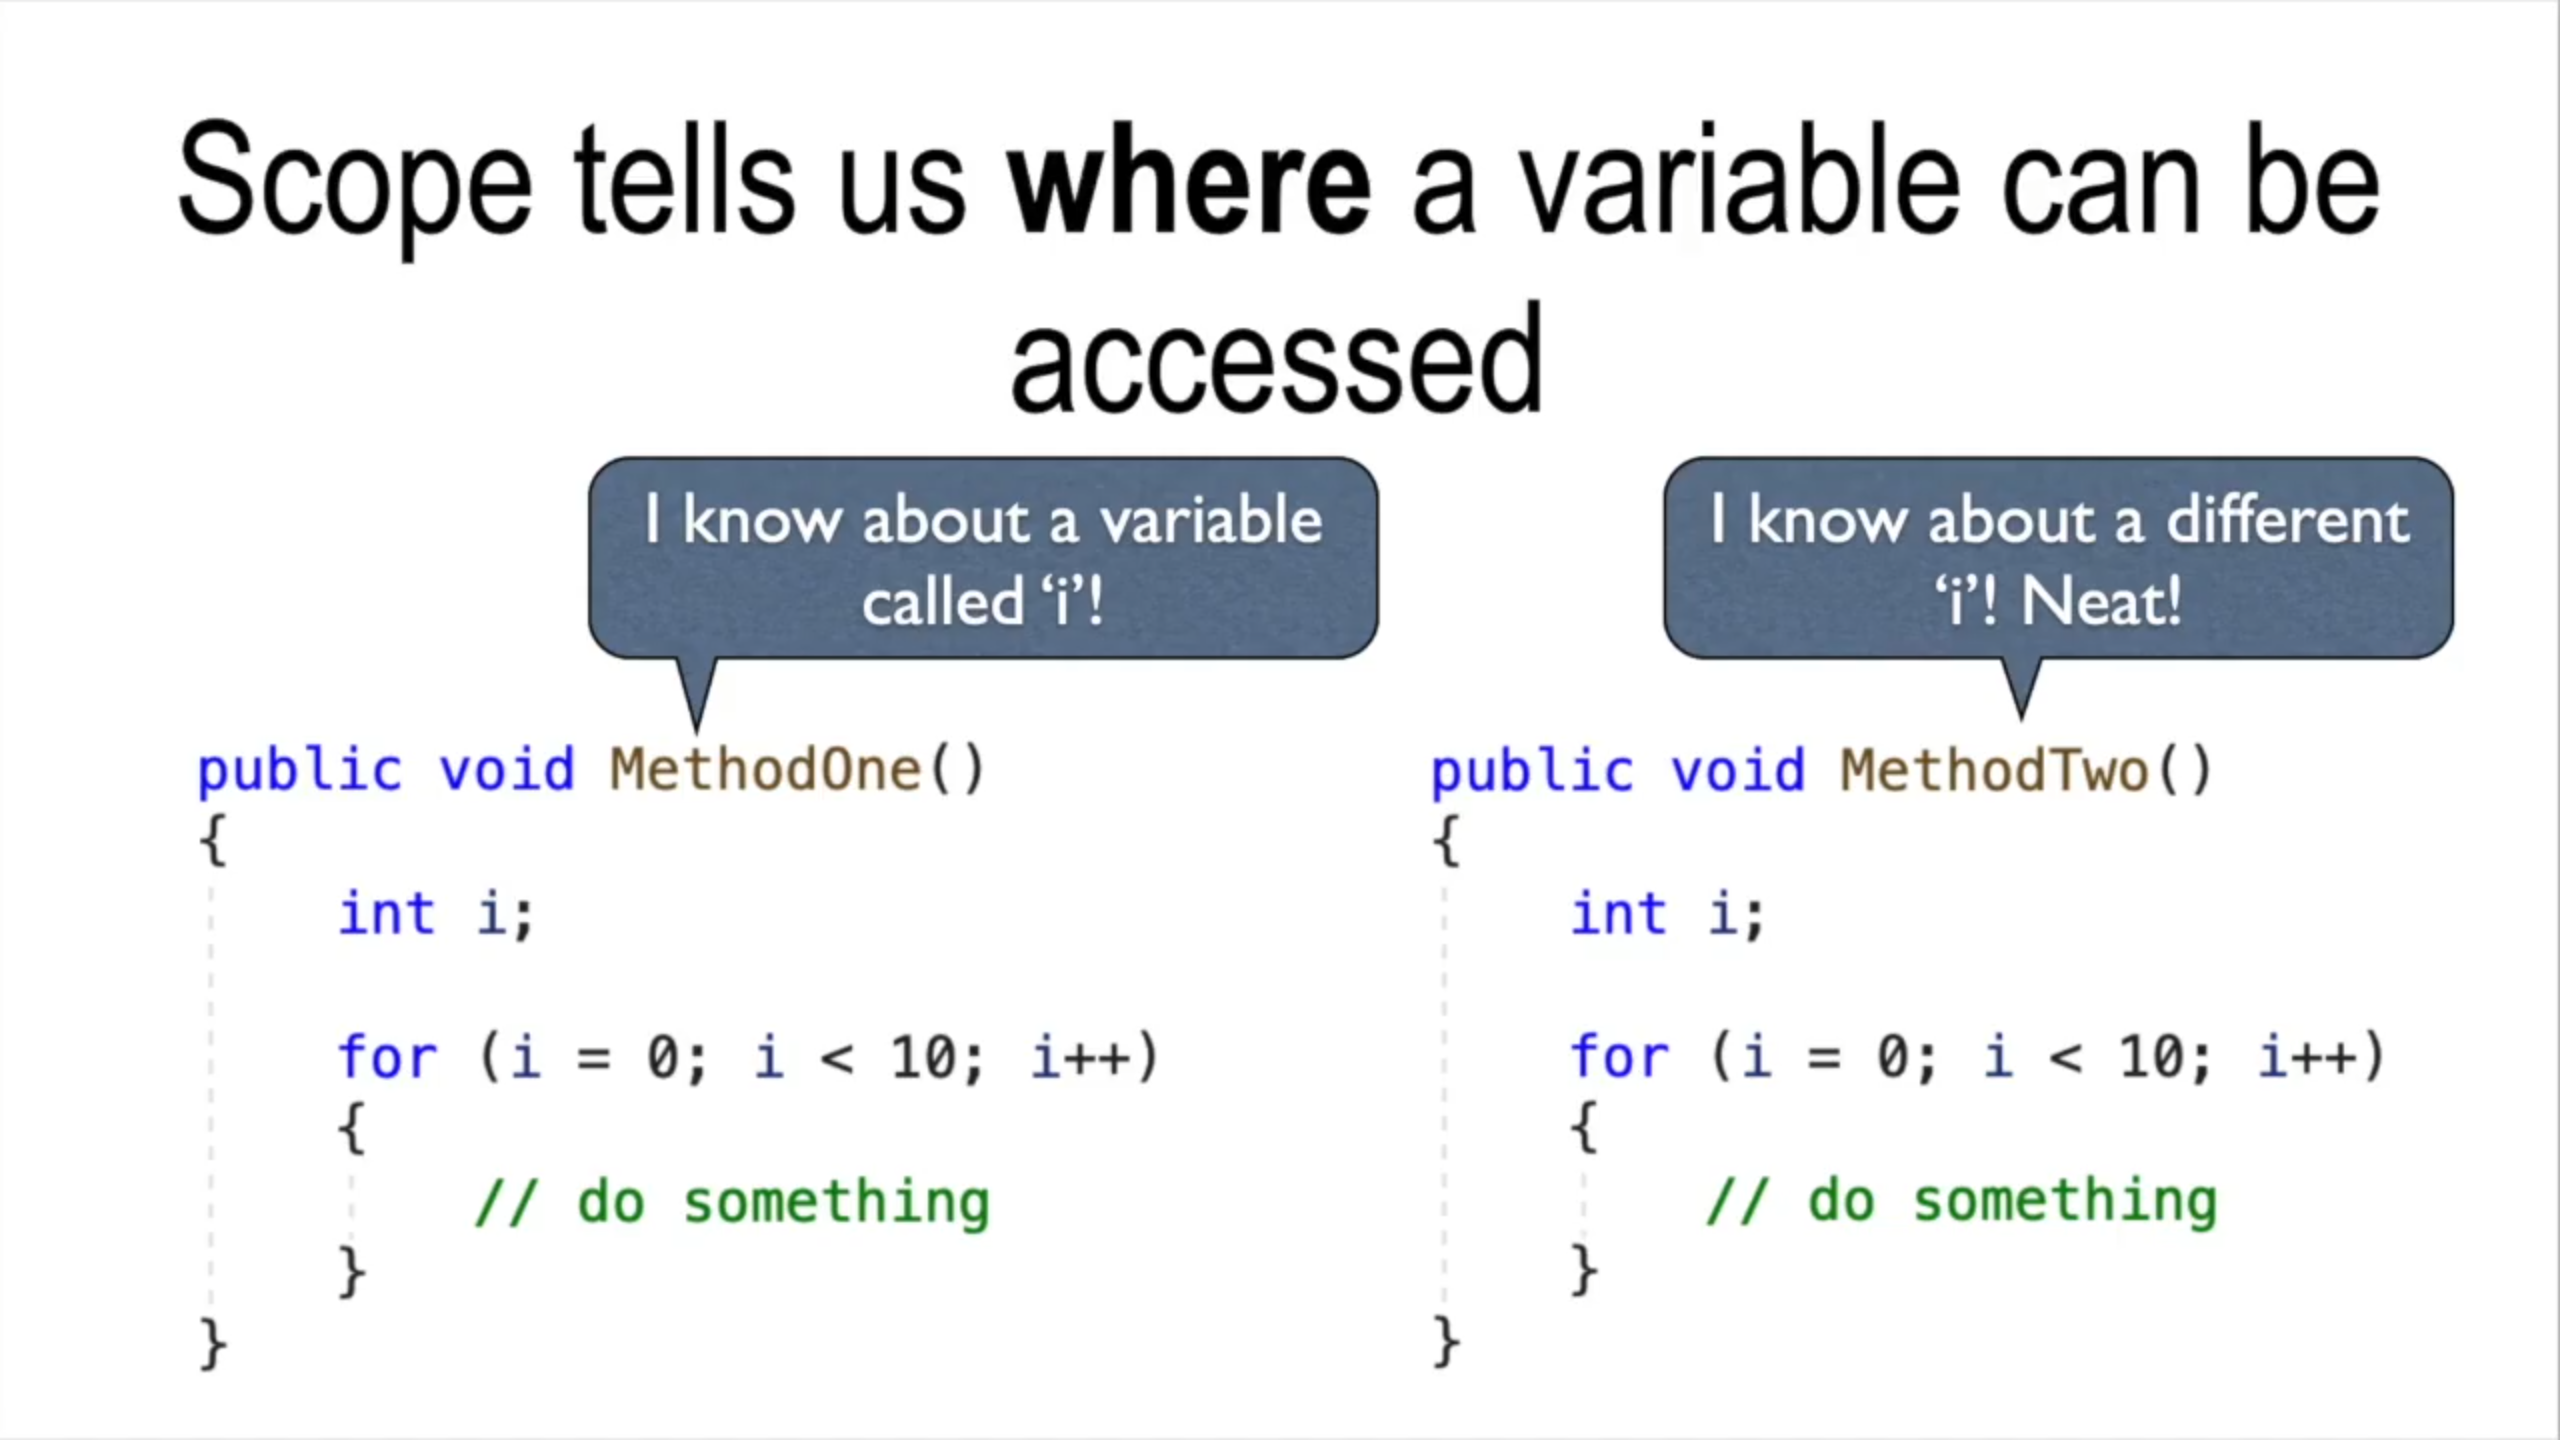 Scope tells us where a variable can be
accessed
I know about a variable
called ‘i’!
I know about a different
‘i’! Neat!
public void MethodOne()
{
int i;
for (i = 0; i < 10; i++)
{
// do something
}
}
public void MethodTwo()
{
int i;
for (i = 0; i < 10; i++)
{
// do something
}
}